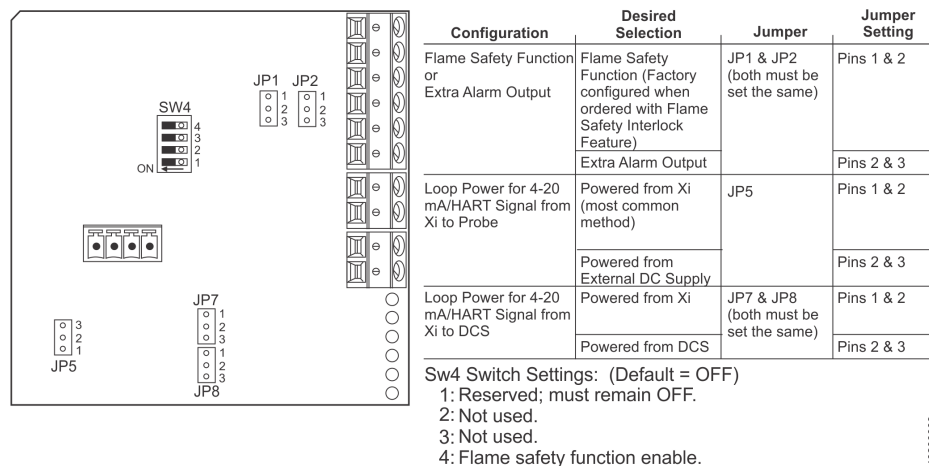 SW4
4
3
2
1
ON
JP1 JP2
1 1
2 2
3 3
3
2
1
JP5
JP7
1
2
3
1
2
3
JP8
Configuration Desired Selection Jumper Jumper Setting
Flame Safety Function
or
Extra Alarm Output
Flame Safety
Function (Factory
configured when
ordered with Flame
Safety Interlock
Feature)
JP1 & JP2
(both must be
set the same)
Pins 1 & 2
Extra Alarm Output
Pins 2 & 3
Loop Power for 4-20
mA/HART Signal from
Xi to Probe
Powered from Xi
(most common
method)
JP5
Pins 1 & 2
Powered from
External DC Supply
Pins 2 & 3
Loop Power for 4-20
mA/HART Signal from
Xi to DCS
Powered from Xi
JP7 & JP8
(both must be
set the same)
Pins 1 & 2
Powered from DCS
Pins 2 & 3
Sw4 Switch Settings: (Default = OFF)
1: Reserved; must remain OFF.
2: Not used.
3: Not used.
4: Flame safety function enable.